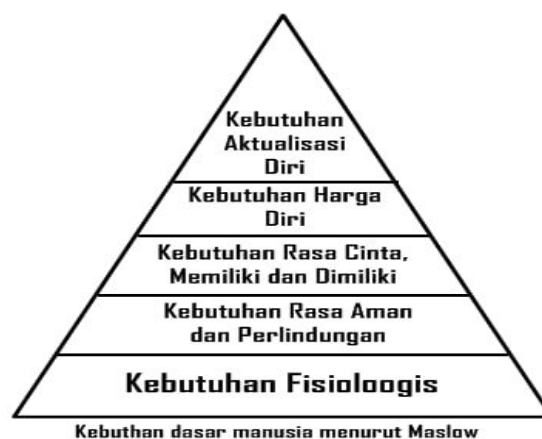 Kebutuhan
Aktualisasi
Diri
Kebutuhan Harga
Diri
Kebutuhan Rasa Cinta,
Memiliki dan Dimiliki
Kebutuhan Rasa Aman
dan Perlindungan
Kebutuhan Fisioloogis
Kebuthan dasar manusia menurut Maslow